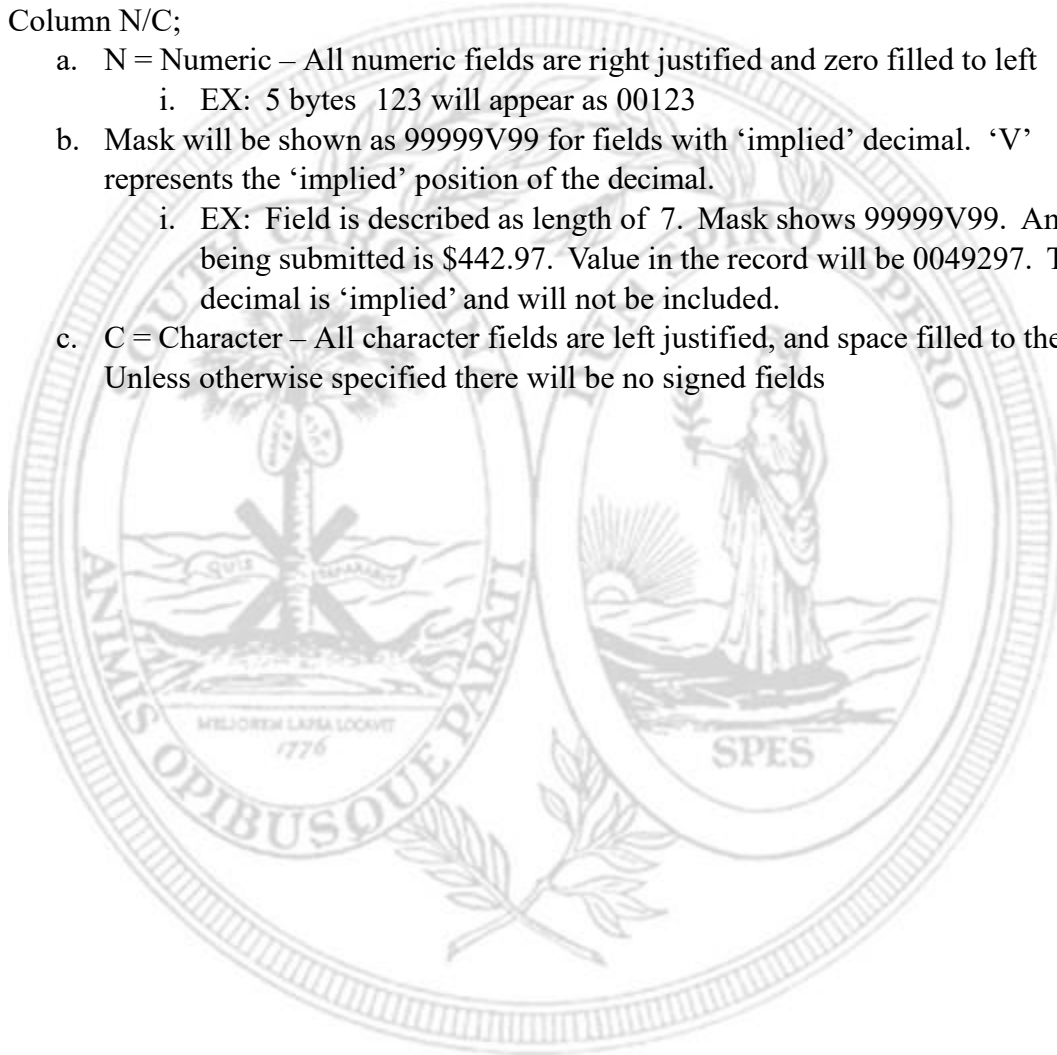 Column N/C;
a. N = Numeric – All numeric fields are right justified and zero filled to left
i. EX: 5 bytes 123 will appear as 00123
b. Mask will be shown as 99999V99 for fields with ‘implied’ decimal. ‘V’
represents the ‘implied’ position of the decimal.
i. EX: Field is described as length of 7. Mask shows 99999V99.
being submitted is $442.97. Value in the record will be 0049297.
decimal is ‘implied’ and will not be included.
c. C = Character – All character fields are left justified, and space filled to the
Unless otherwise specified there will be no signed fields
SPERO
QUIS
ANIMIS OPIBUSQUE PARATI
MELIOREM LAPSA LOCAVIT
1776
SPES